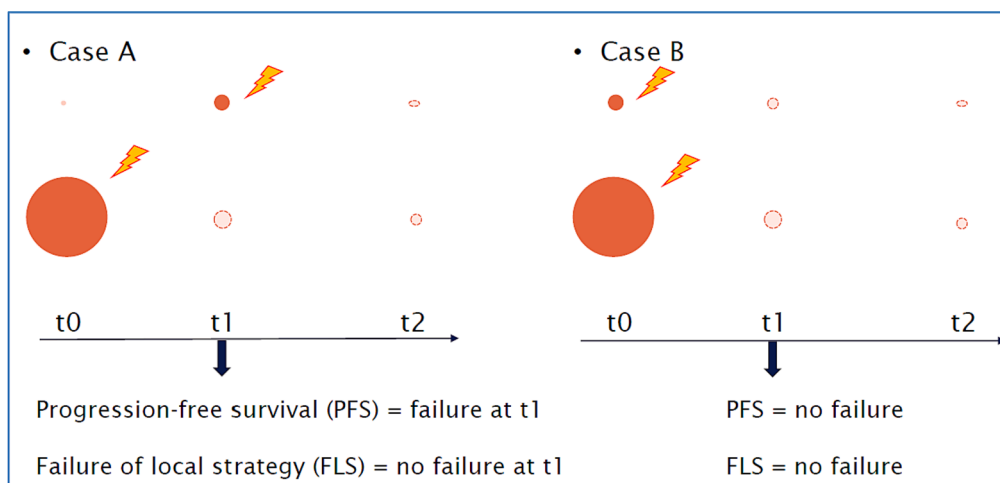 • Case A
t0 t1 t2
Progression-free survival (PFS) = failure at t1
Failure of local strategy (FLS) = no failure at t1
• Case B
t0 t1 t2
PFS = no failure
FLS = no failure